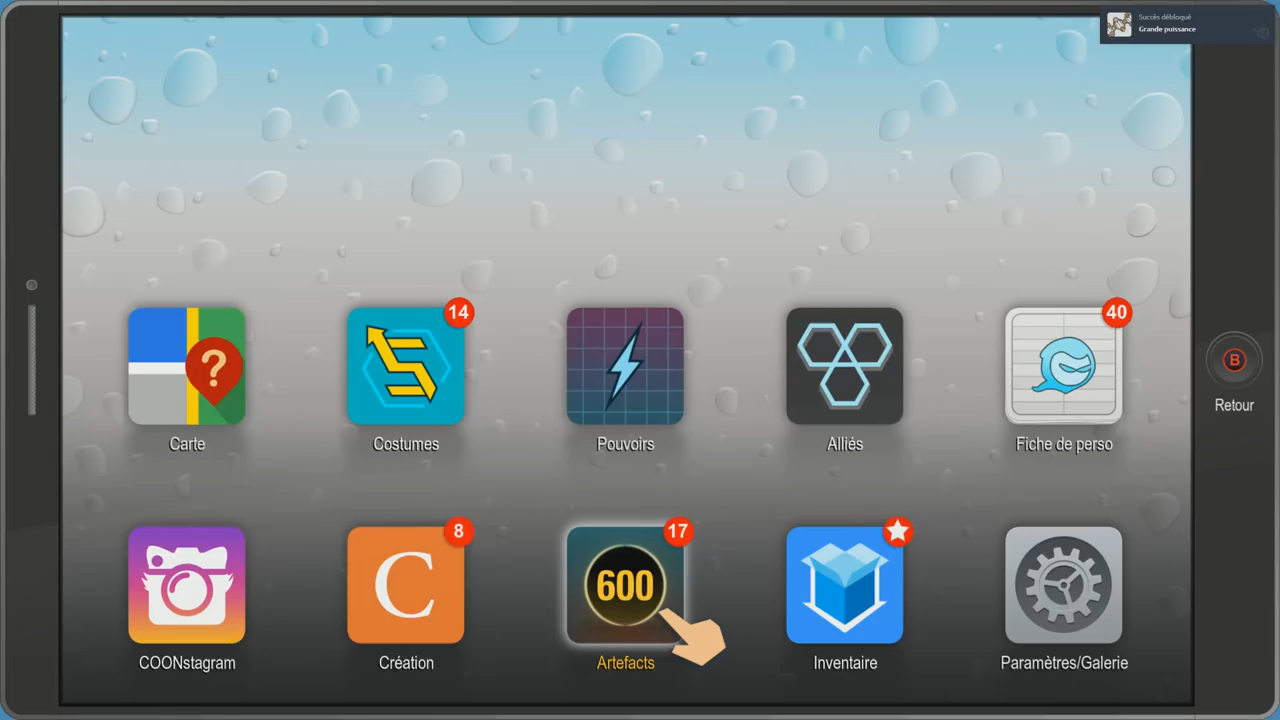 Succès débloqué
Grande puissance
14
40
Carte
Costumes
Pouvoirs
Alliés
Fiche de perso
B
Retour
8
17
C
600
COONstagram
Création
Artefacts
Inventaire
Paramètres/Galerie